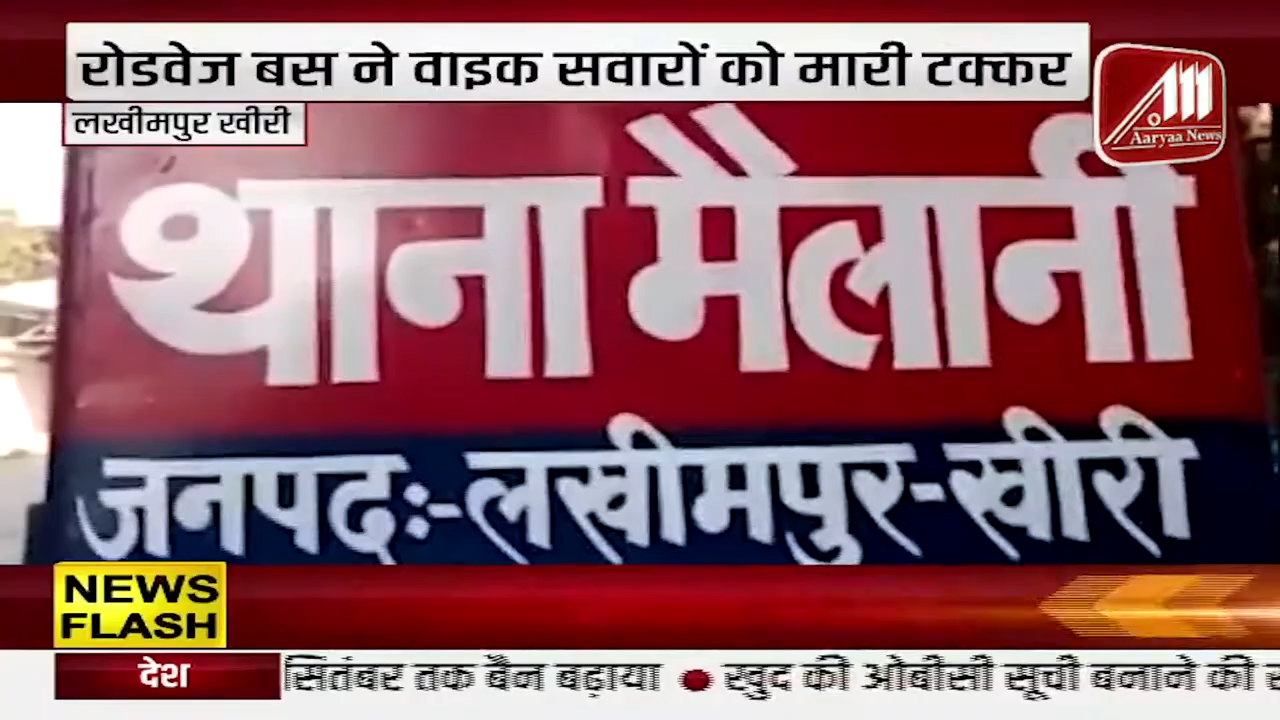 रोडवेज बस ने वाइक सवारों को मारी टक्कर
लखीमपुर खीरी
Aaryaa News
थाना मैलानी
जनपदः-लखीमपुर-खीरी
NEWS
FLASH
देश
सितंबर तक बैन बढ़ाया ● खुद की ओबीसी सूची बनाने की